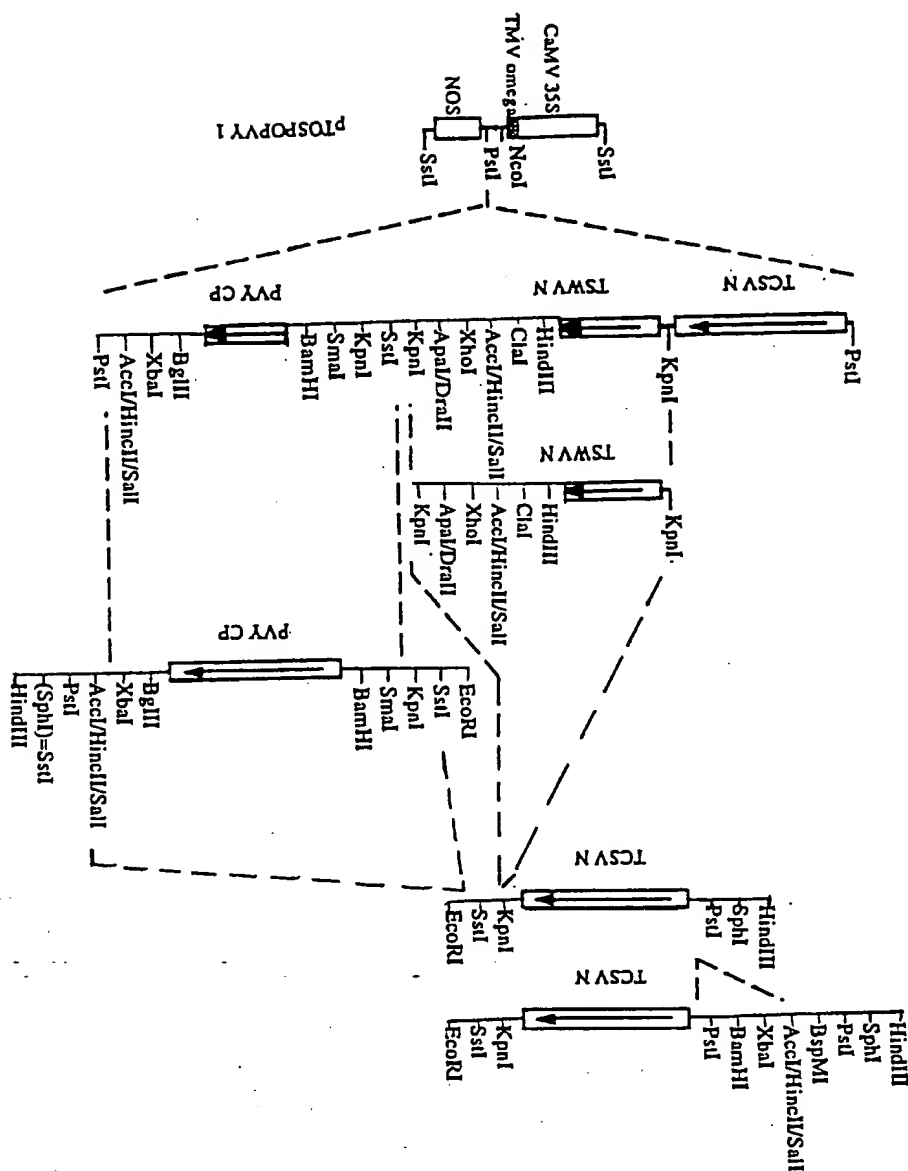 pTOSPOPVY 1
NOS
TMV omega
CaMV 35S
SstI
PstI
NcoI
SstI
PVY CP
TSWV N
TCSV N
PstI
AccI/HincII/SalI
XbaI
BglII
BamHI
SmaI
KpnI
SstI
KpnI
ApaI/DraII
XhoI
AccI/HincII/SalI
ClaI
HindIII
KpnI
PstI
TSWV N
KpnI
ApaI/DraII
XhoI
AccI/HincII/SalI
ClaI
HindIII
KpnI
PVY CP
HindIII
(SphI)=SstI
PstI
AccI/HincII/SalI
XbaI
BglII
BamHI
SmaI
KpnI
SstI
EcoRI
TCSV N
EcoRI
SstI
KpnI
PstI
SphI
HindIII
TCSV N
EcoRI
SstI
KpnI
PstI
BamHI
XbaI
AccI/HincII/SalI
BspMI
PstI
SphI
HindIII